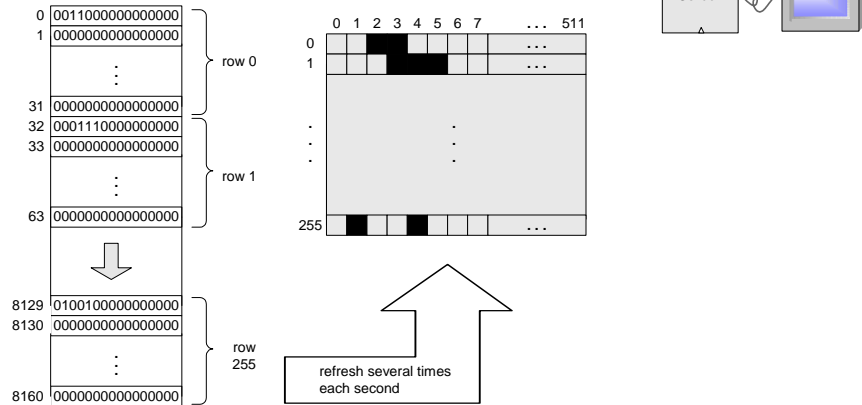 0 0011000000000000
1 0000000000000000
31 0000000000000000
row 0
32 0001110000000000
33 0000000000000000
63 0000000000000000
row 1
8129 0100100000000000
8130 0000000000000000
8160 0000000000000000
row
255
0 1 2 3 4 5 6 7 ... 511
0 ...
1 ...
255 ...
refresh several times
each second